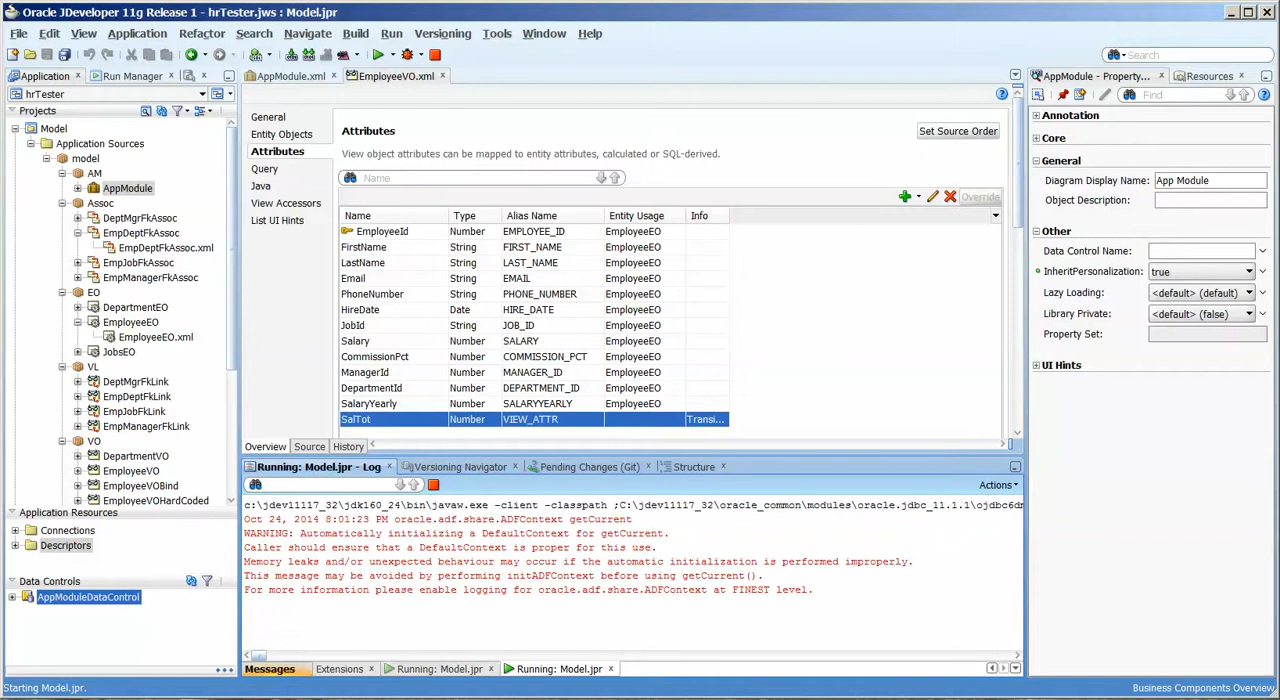 Oracle JDeveloper 11g Release 1 - hrTester.jws : Model.jpr
File Edit View Application Refactor Search Navigate Build Run Versioning Tools Window Help
Search
Application Run Manager AppModule.xml EmployeeVO.xml AppModule - Property... Resources
hrTester
Find
Projects
Model
Application Sources
model
AM
AppModule
Assoc
DeptMgrFkAssoc
EmpDeptFkAssoc
EmpDeptFkAssoc.xml
EmpJobFkAssoc
EmpManagerFkAssoc
EO
DepartmentEO
EmployeeEO
EmployeeEO.xml
JobsEO
VL
DeptMgrFkLink
EmpDeptFkLink
EmpJobFkLink
EmpManagerFkLink
VO
DepartmentVO
EmployeeVO
EmployeeVOBind
EmployeeVOHardCoded
Application Resources
Connections
Descriptors
Data Controls
AppModuleDataControl
General
Entity Objects
Attributes
Query
Java
View Accessors
List UI Hints
Attributes
Set Source Order
View object attributes can be mapped to entity attributes, calculated or SQL-derived.
Name
Override
Name Type Alias Name Entity Usage Info
EmployeeId Number EMPLOYEE_ID EmployeeEO
FirstName String FIRST_NAME EmployeeEO
LastName String LAST_NAME EmployeeEO
Email String EMAIL EmployeeEO
PhoneNumber String PHONE_NUMBER EmployeeEO
HireDate Date HIRE_DATE EmployeeEO
JobId String JOB_ID EmployeeEO
Salary Number SALARY EmployeeEO
CommissionPct Number COMMISSION_PCT EmployeeEO
ManagerId Number MANAGER_ID EmployeeEO
DepartmentId Number DEPARTMENT_ID EmployeeEO
SalaryYearly Number SALARYYEARLY EmployeeEO
SalTot Number VIEW_ATTR Transi...
Overview Source History
Annotation
Core
General
Diagram Display Name: App Module
Object Description:
Other
Data Control Name:
InheritPersonalization: true
Lazy Loading: <default> (default)
Library Private: <default> (false)
Property Set:
UI Hints
Running: Model.jpr - Log Versioning Navigator Pending Changes (Git) Structure
Actions
c:\jdev11117_32\jdk160_24\bin\javaw.exe -client -classpath ;C:\jdev11117_32\oracle_common\modules\oracle.jdbc_11.1.1\ojdbc6dm
Oct 24, 2014 8:01:23 PM oracle.adf.share.ADFContext getCurrent
WARNING: Automatically initializing a DefaultContext for getCurrent.
Caller should ensure that a DefaultContext is proper for this use.
Memory leaks and/or unexpected behaviour may occur if the automatic initialization is performed improperly.
This message may be avoided by performing initADFContext before using getCurrent().
For more information please enable logging for oracle.adf.share.ADFContext at FINEST level.
Messages Extensions Running: Model.jpr Running: Model.jpr
Starting Model.jpr.
Business Components Overview